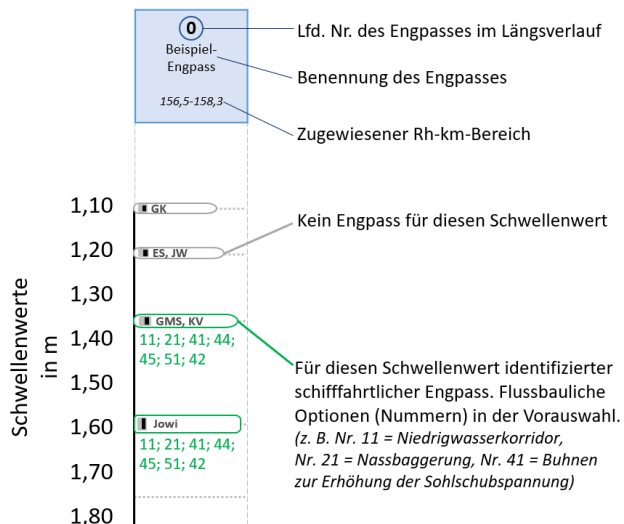 0
Beispiel-
Engpass
156,5-158,3
Lfd. Nr. des Engpasses im Längsverlauf
Benennung des Engpasses
Zugewiesener Rh-km-Bereich
Schwellenwerte
in m
1,10
1,20
1,30
1,40
1,50
1,60
1,70
1,80
GK
ES, JW
Kein Engpass für diesen Schwellenwert
GMS, KV
11; 21; 41; 44;
45; 51; 42
Jowi
11; 21; 41; 44;
45; 51; 42
Für diesen Schwellenwert identifizierter
schifffahrtlicher Engpass. Flussbauliche
Optionen (Nummern) in der Vorauswahl.
(z. B. Nr. 11 = Niedrigwasserkorridor,
Nr. 21 = Nassbaggerung, Nr. 41 = Buhnen
zur Erhöhung der Sohlschubspannung)